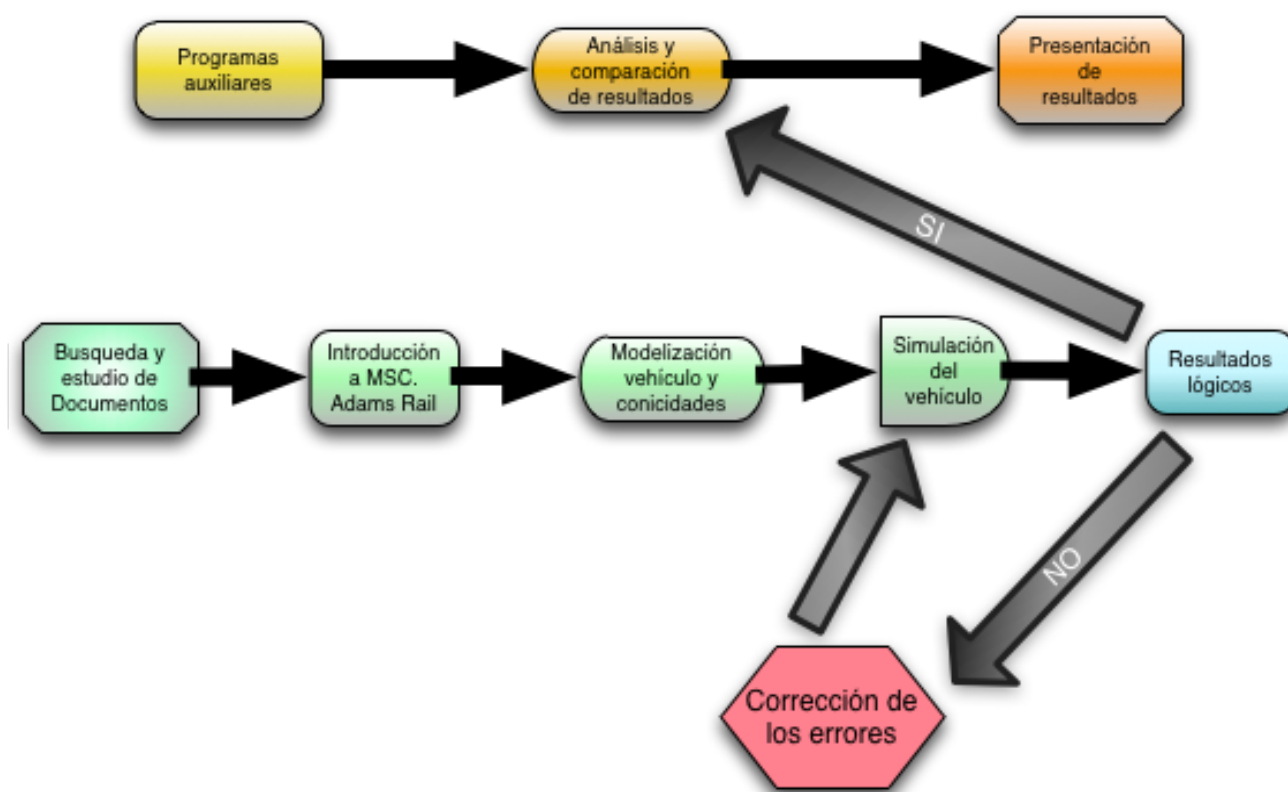 Programas
auxiliares
Análisis y
comparación
de resultados
Presentación
de
resultados
SI
Busqueda y
estudio de
Documentos
Introducción
a MSC.
Adams Rail
Modelización
vehículo y
conicidades
Simulación
del
vehículo
Resultados
lógicos
NO
Corrección de
los errores